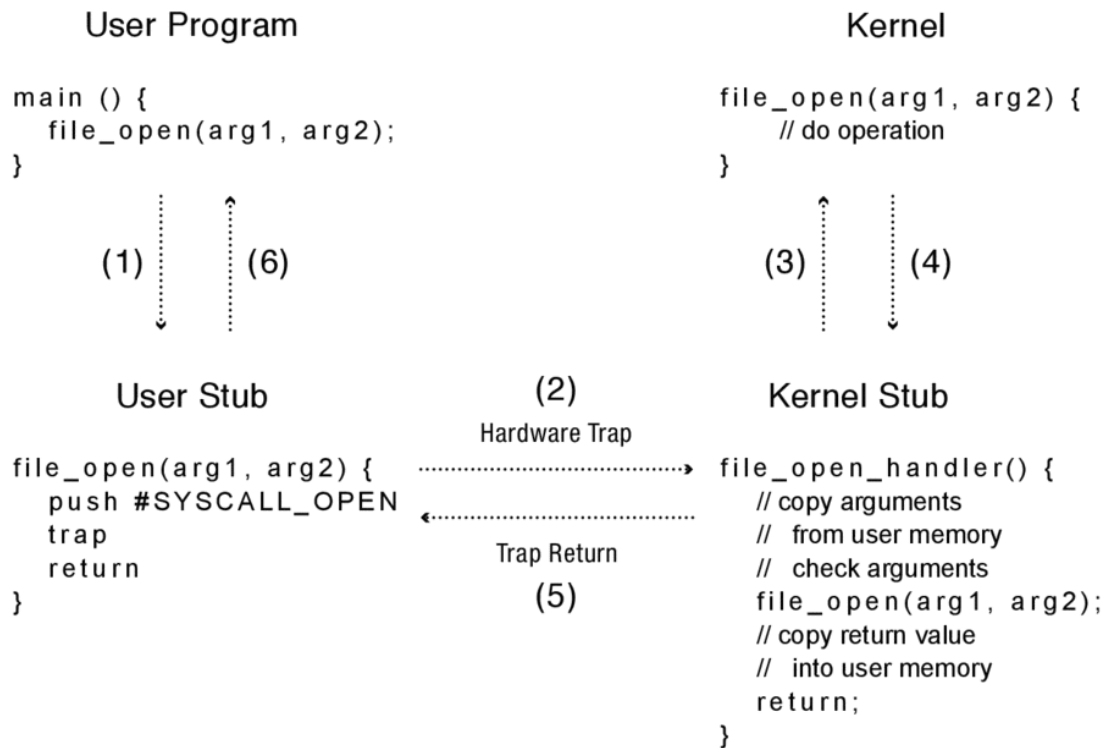 User Program
main () {
file_open(arg1, arg2);
}
Kernel
file_open(arg1, arg2) {
// do operation
}
(1)
(6)
(3)
(4)
User Stub
file_open(arg1, arg2) {
push #SYSCALL_OPEN
trap
return
}
(2)
Hardware Trap
Trap Return
(5)
Kernel Stub
file_open_handler() {
// copy arguments
// from user memory
// check arguments
file_open(arg1, arg2);
// copy return value
// into user memory
return;
}